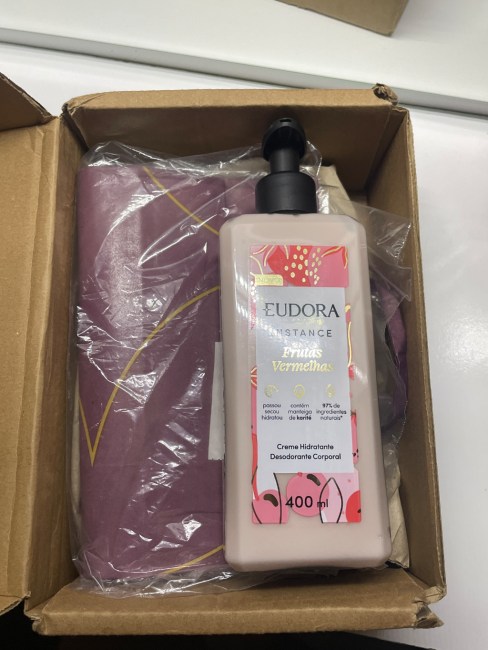 EUDORA
INSTANCE
Frutas
Vermelhas
passou secou hidratou
contém manteiga de karité
97% de ingredientes naturais*
Creme Hidratante
Desodorante Corporal
400 ml